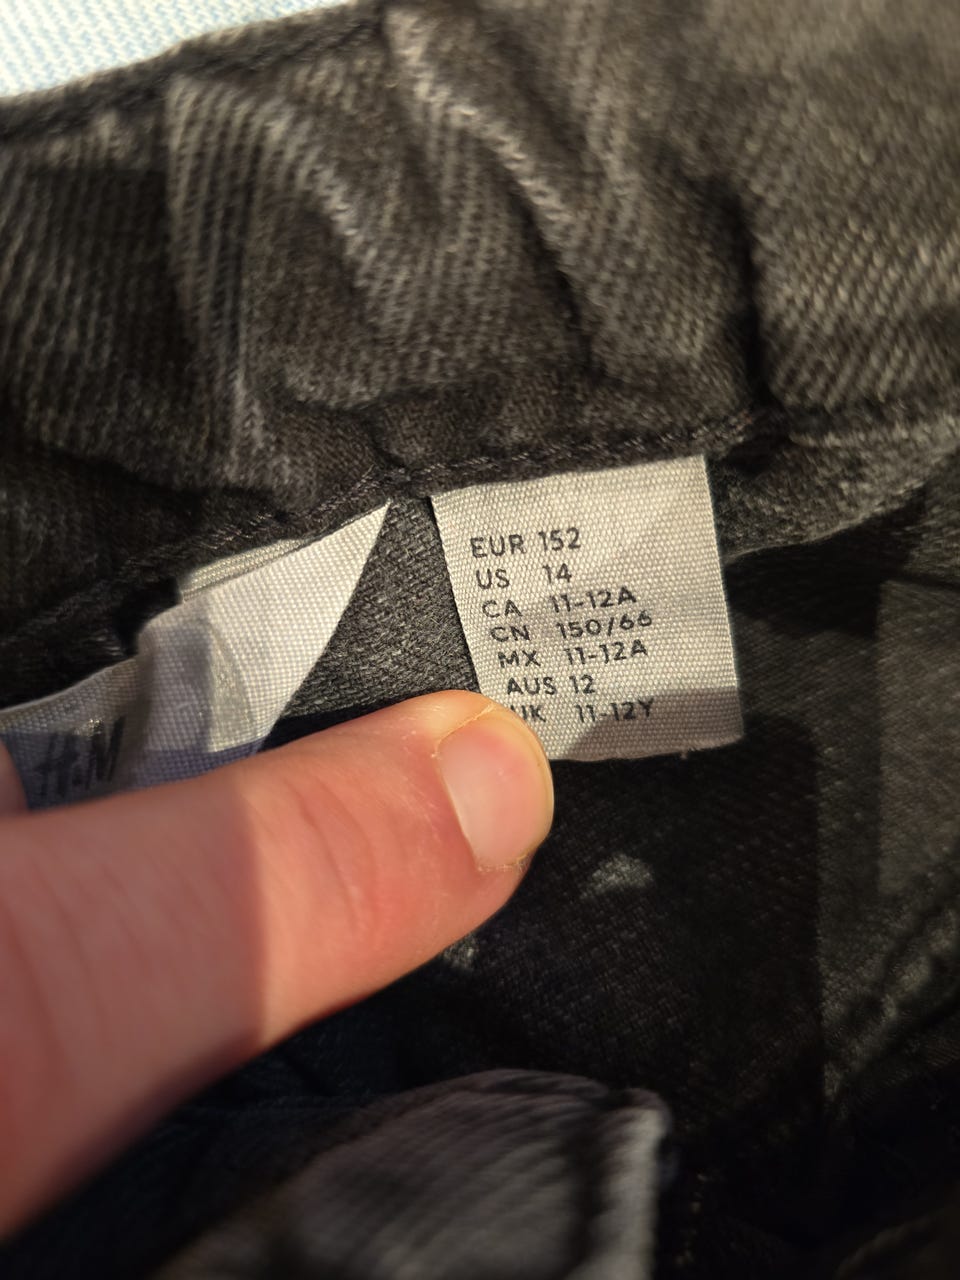 EUR 152
US 14
CA 11-12A
CN 150/66
MX 11-12A
AUS 12
UK 11-12Y
H&M